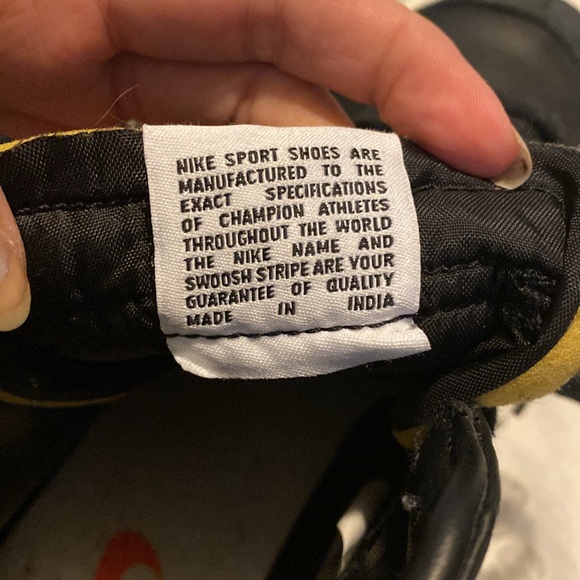 NIKE SPORT SHOES ARE
MANUFACTURED TO THE
EXACT SPECIFICATIONS
OF CHAMPION ATHLETES
THROUGHOUT THE WORLD
THE NIKE NAME AND
SWOOSH STRIPE ARE YOUR
GUARANTEE OF QUALITY
MADE IN INDIA